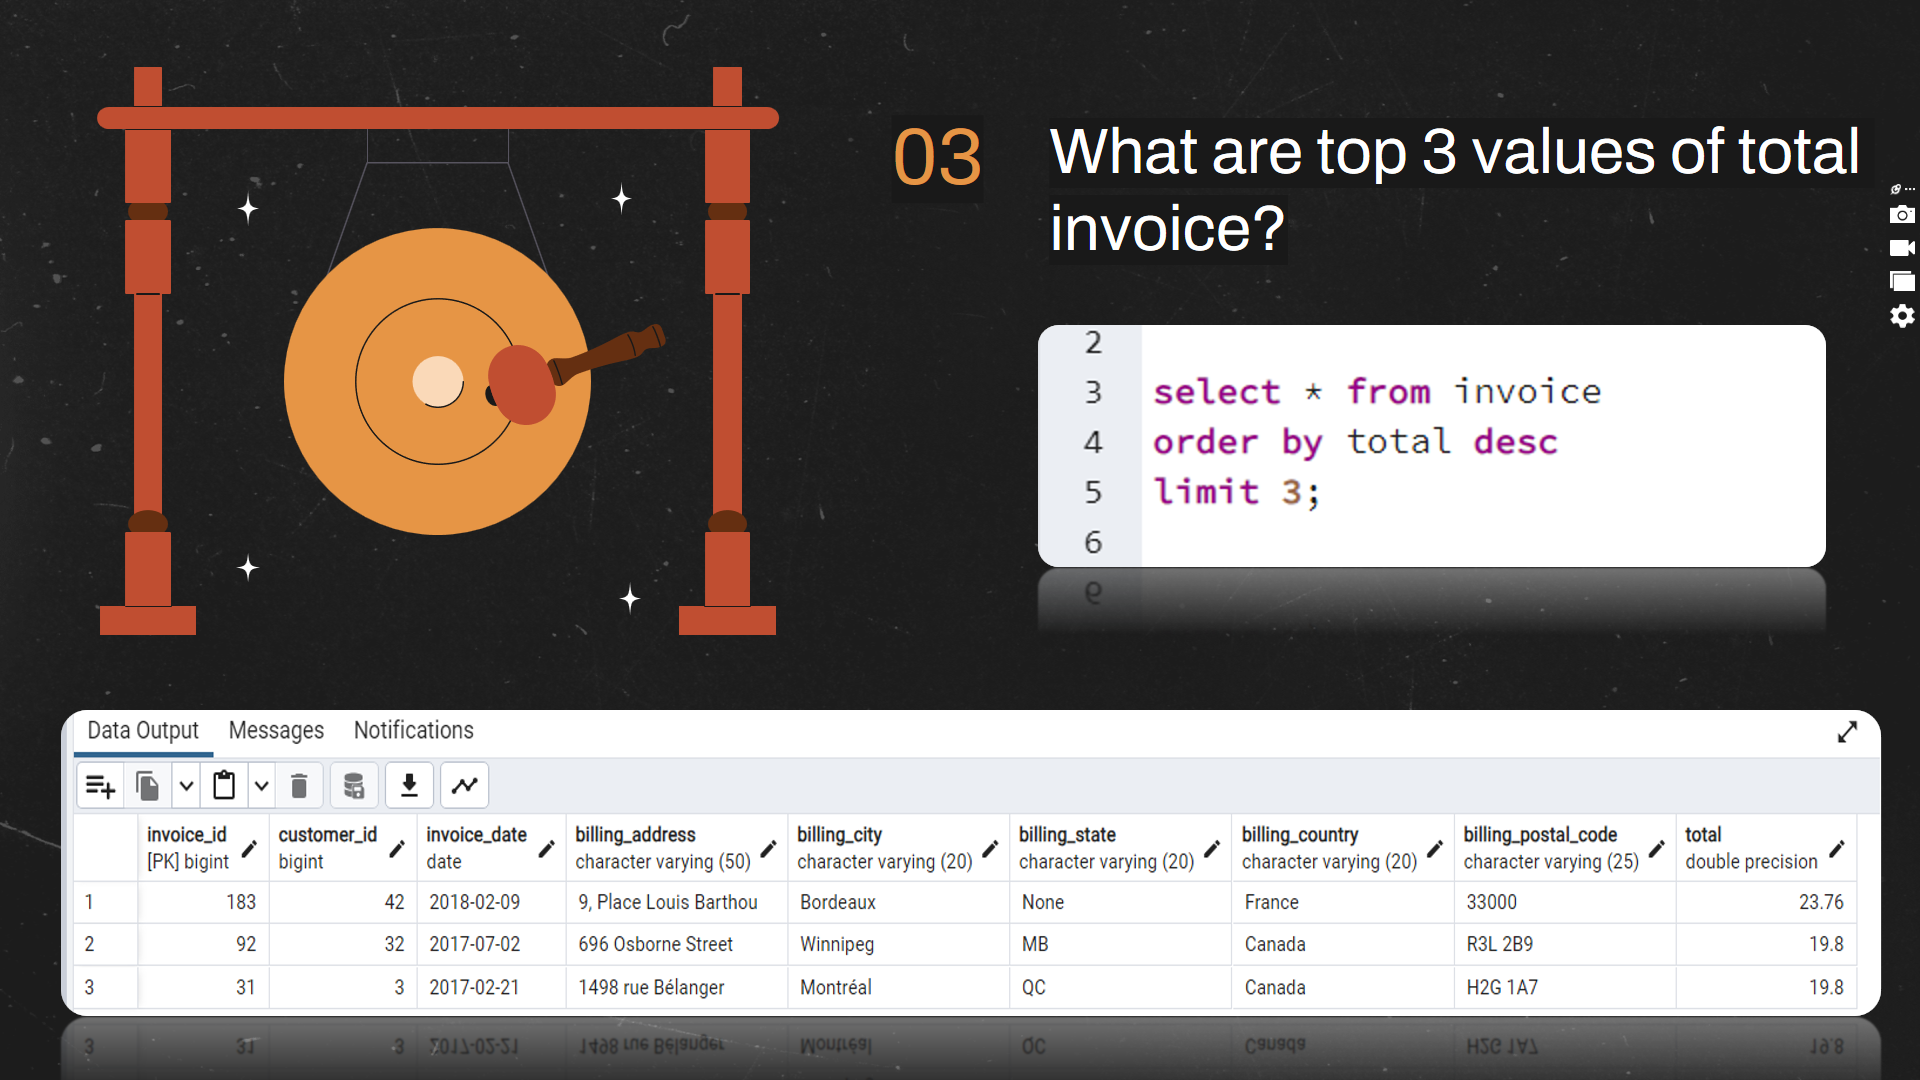 03
What are top 3 values of total
invoice?
2
3 select * from invoice
4 order by total desc
5 limit 3;
6
Data Output Messages Notifications
invoice_id customer_id invoice_date billing_address billing_city billing_state billing_country billing_postal_code total
[PK] bigint bigint date character varying (50) character varying (20) character varying (20) character varying (20) character varying (25) double precision
1 183 42 2018-02-09 9, Place Louis Barthou Bordeaux None France 33000 23.76
2 92 32 2017-07-02 696 Osborne Street Winnipeg MB Canada R3L 2B9 19.8
3 31 3 2017-02-21 1498 rue Bélanger Montréal QC Canada H2G 1A7 19.8